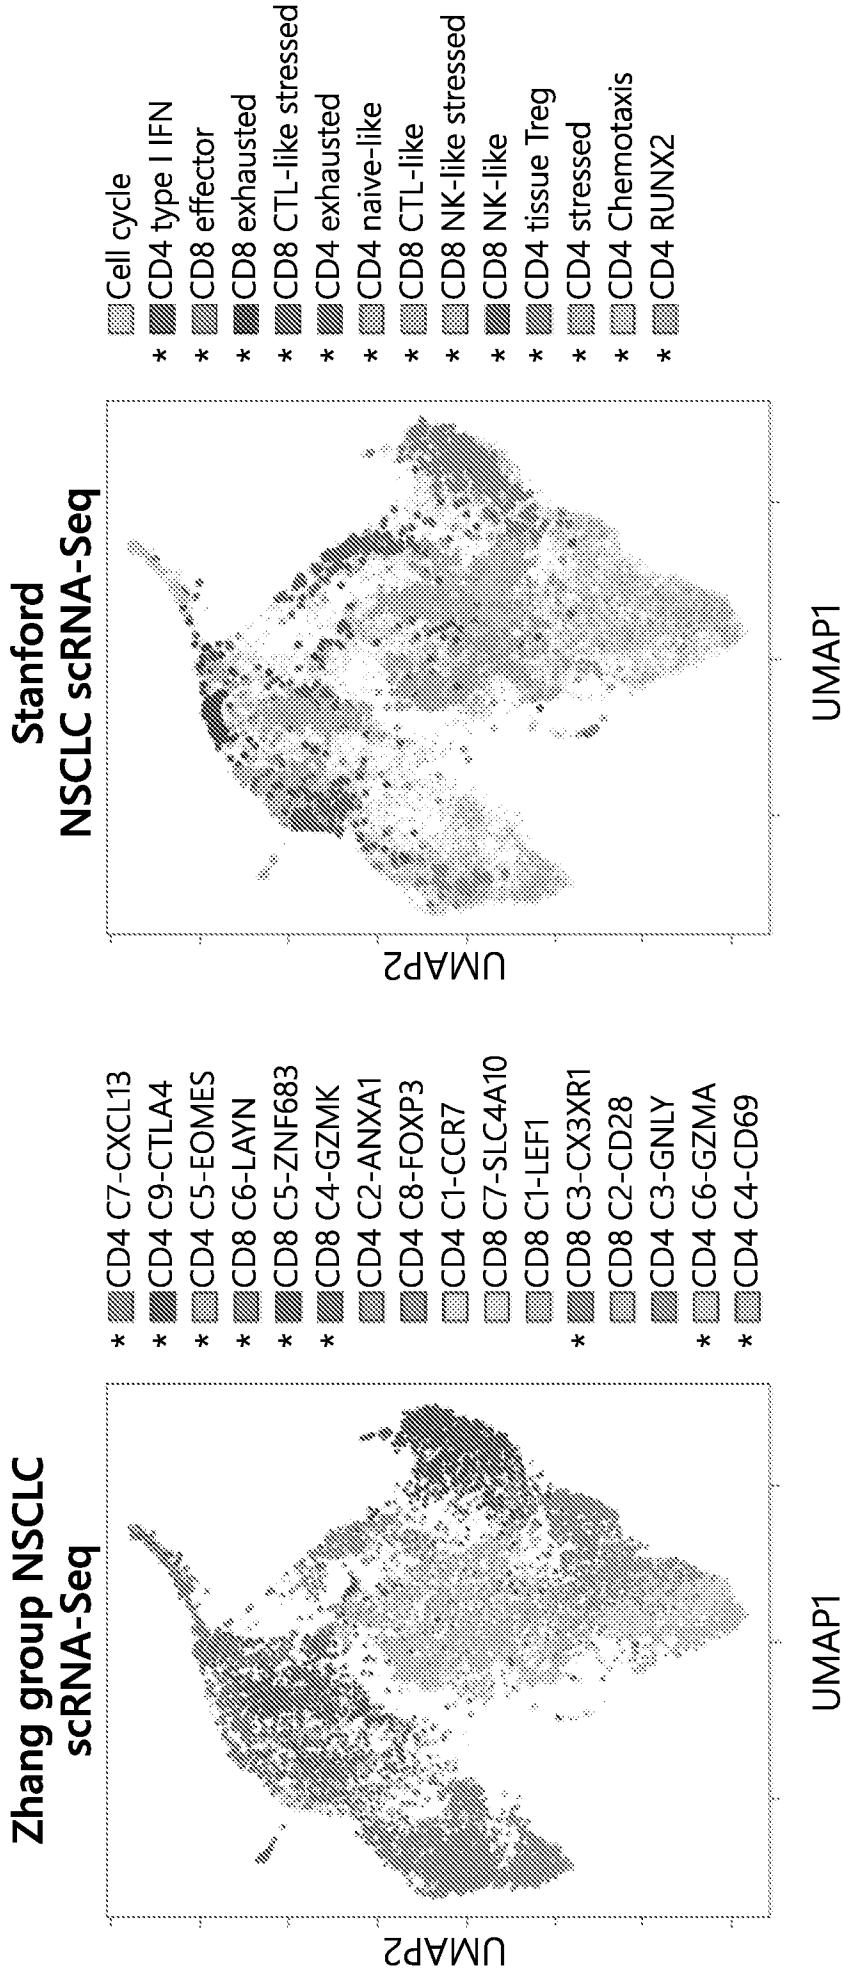 Zhang group NSCLC
scRNA-Seq
UMAP2
UMAP1
* CD4 C7-CXCL13
* CD4 C9-CTLA4
* CD4 C5-EOMES
* CD8 C6-LAYN
* CD8 C5-ZNF683
* CD8 C4-GZMK
CD4 C2-ANXA1
CD4 C8-FOXP3
CD4 C1-CCR7
CD8 C7-SLC4A10
CD8 C1-LEF1
* CD8 C3-CX3XR1
CD8 C2-CD28
CD4 C3-GNLY
* CD4 C6-GZMA
* CD4 C4-CD69
Stanford
NSCLC scRNA-Seq
UMAP2
UMAP1
Cell cycle
* CD4 type I IFN
* CD8 effector
* CD8 exhausted
* CD8 CTL-like stressed
* CD4 exhausted
* CD4 naive-like
* CD8 CTL-like
* CD8 NK-like stressed
* CD8 NK-like
* CD4 tissue Treg
* CD4 stressed
* CD4 Chemotaxis
* CD4 RUNX2